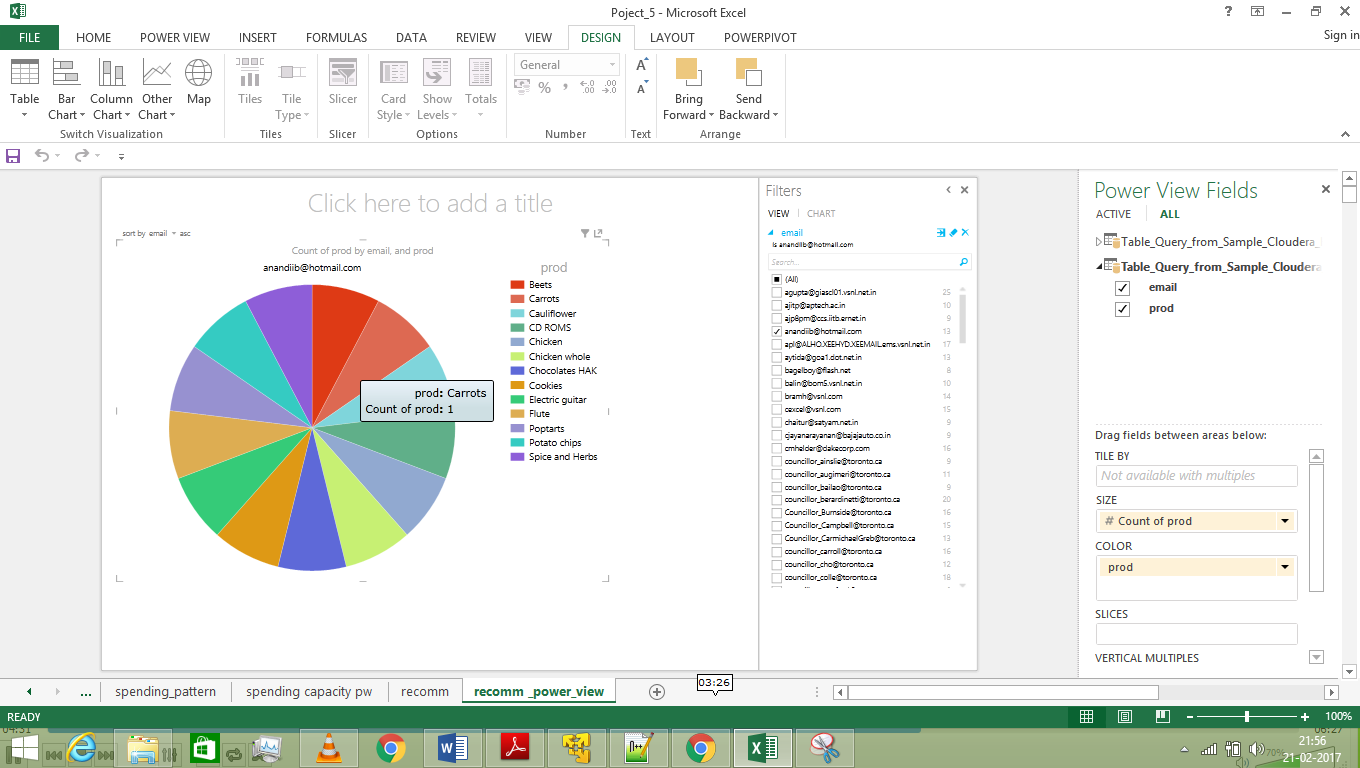 Poject_5 - Microsoft Excel
Sign in
FILE HOME POWER VIEW INSERT FORMULAS DATA REVIEW VIEW DESIGN LAYOUT POWERPIVOT
Table
Bar Chart
Column Chart
Other Chart
Map
Switch Visualization
Tiles
Tile Type
Tiles
Slicer
Slicer
Card Style
Show Levels
Totals
Options
General
% , .00
Number
A A
Text
Bring Forward
Send Backward
Arrange
Click here to add a title
sort by email asc
Count of prod by email, and prod
anandiib@hotmail.com
prod
Beets
Carrots
Cauliflower
CD ROMS
Chicken
Chicken whole
Chocolates HAK
Cookies
Electric guitar
Flute
Poptarts
Potato chips
Spice and Herbs
prod: Carrots
Count of prod: 1
Filters
VIEW CHART
email
is anandiib@hotmail.com
Search...
(All)
agupta@giascl01.vsnl.net.in 25
ajitp@aptech.ac.in 10
ajp8pm@ccs.iitb.ernet.in 9
anandiib@hotmail.com 13
apl@ALHO.XEEHYD.XEEMAIL.ems.vsnl.net.in 17
aytida@goa1.dot.net.in 13
bagelboy@flash.net 8
balin@bom5.vsnl.net.in 10
bramh@vsnl.com 14
cexcel@vsnl.com 15
chaitur@satyam.net.in 9
cjayanarayanan@bajajauto.co.in 9
cmhelder@dakecorp.com 16
councillor_ainslie@toronto.ca 9
councillor_augimeri@toronto.ca 11
councillor_bailao@toronto.ca 9
councillor_berardinetti@toronto.ca 20
Councillor_Burnside@toronto.ca 16
Councillor_Campbell@toronto.ca 15
Councillor_CarmichaelGreb@toronto.ca 13
councillor_carroll@toronto.ca 16
councillor_cho@toronto.ca 12
councillor_colle@toronto.ca 18
Power View Fields
ACTIVE ALL
Table_Query_from_Sample_Cloudera_
Table_Query_from_Sample_Cloudera
email
prod
Drag fields between areas below:
TILE BY
Not available with multiples
SIZE
# Count of prod
COLOR
prod
SLICES
VERTICAL MULTIPLES
... spending_pattern spending capacity pw recomm recomm _power_view
03:26
READY
100%
21:56
21-02-2017